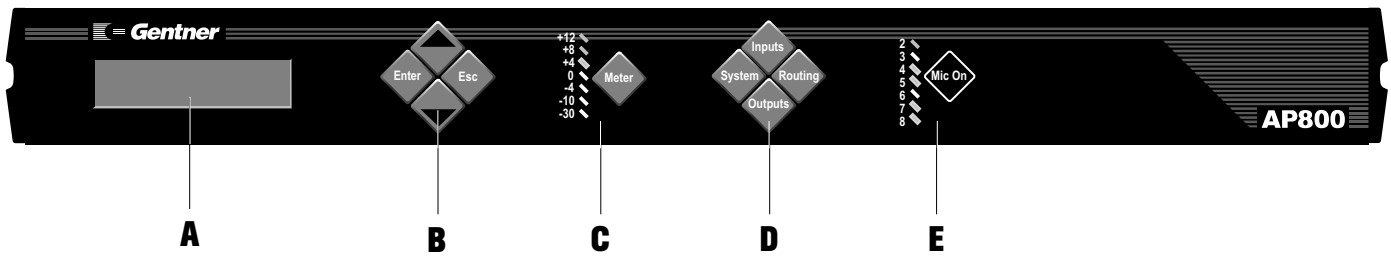 Gentner
Enter
Esc
+12
+8
+4
0
-4
-10
-30
Meter
Inputs
System
Routing
Outputs
2
3
4
5
6
7
8
Mic On
AP800
A
B
C
D
E